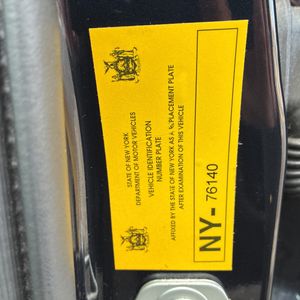 STATE OF NEW YORK
DEPARTMENT OF MOTOR VEHICLES
VEHICLE IDENTIFICATION
NUMBER PLATE
AFFIXED BY THE STATE OF NEW YORK AS A REPLACEMENT PLATE
AFTER EXAMINATION OF THIS VEHICLE
NY- 76140